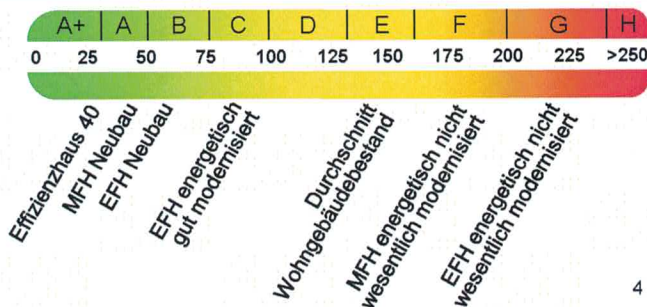 A+ A B C D E F G H
0 25 50 75 100 125 150 175 200 225 >250
Effizienzhaus 40
MFH Neubau
EFH Neubau
EFH energetisch
gut modernisiert
Durchschnitt
Wohngebäudebestand
MFH energetisch nicht
wesentlich modernisiert
EFH energetisch nicht
wesentlich modernisiert
4